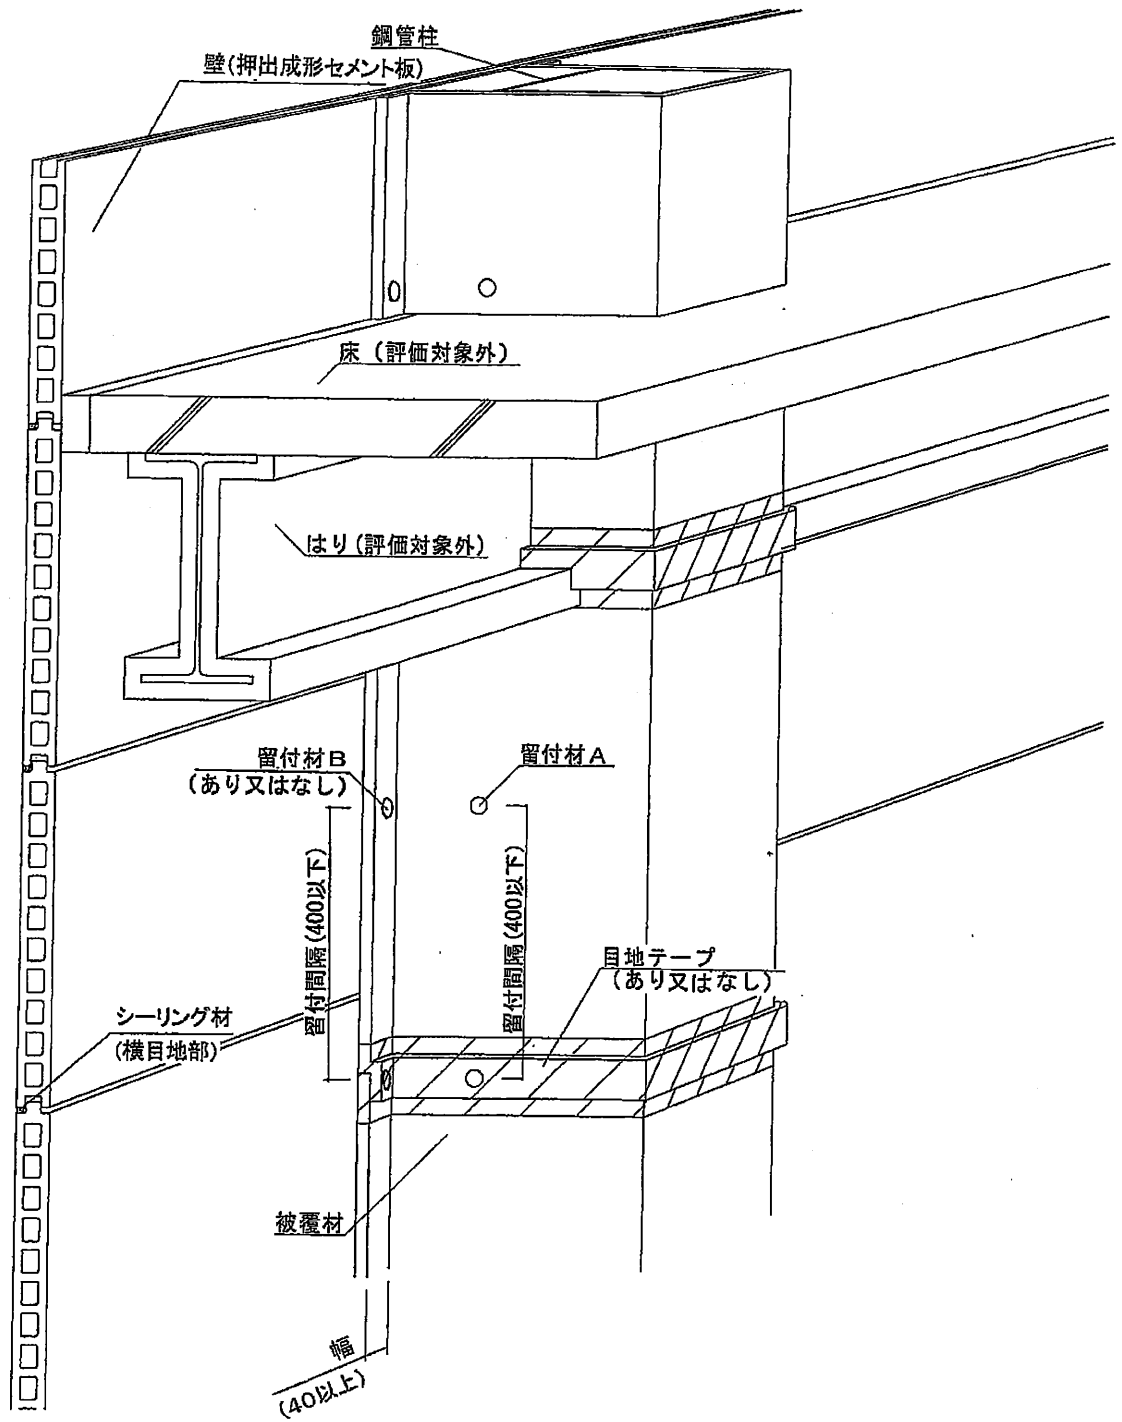 鋼管柱
壁(押出成形セメント板)
床（評価対象外）
はり(評価対象外)
留付材B
(あり又はなし)
留付材A
留付間隔(400以下)
留付間隔(400以下)
目地テープ
(あり又はなし)
シーリング材
(横目地部)
被覆材
幅
(40以上)